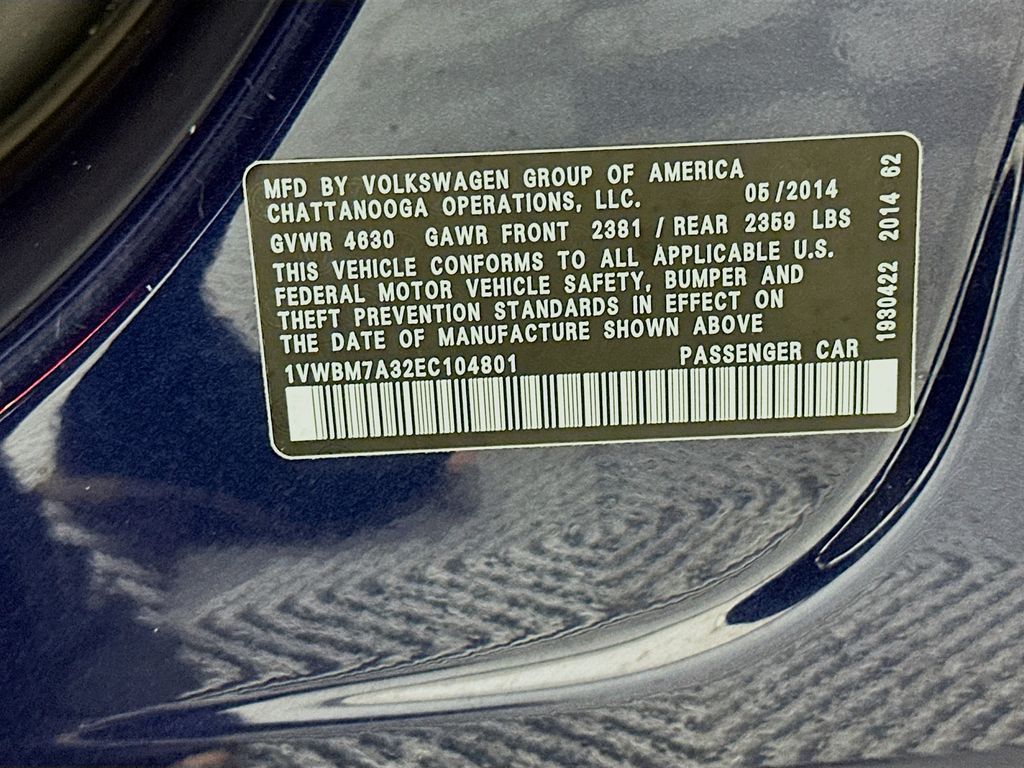 MFD BY VOLKSWAGEN GROUP OF AMERICA
CHATTANOOGA OPERATIONS, LLC. 05/2014
GVWR 4630 GAWR FRONT 2381 / REAR 2359 LBS
THIS VEHICLE CONFORMS TO ALL APPLICABLE U.S.
FEDERAL MOTOR VEHICLE SAFETY, BUMPER AND
THEFT PREVENTION STANDARDS IN EFFECT ON
THE DATE OF MANUFACTURE SHOWN ABOVE
1VWBM7A32EC104801 PASSENGER CAR
1930422 2014 62